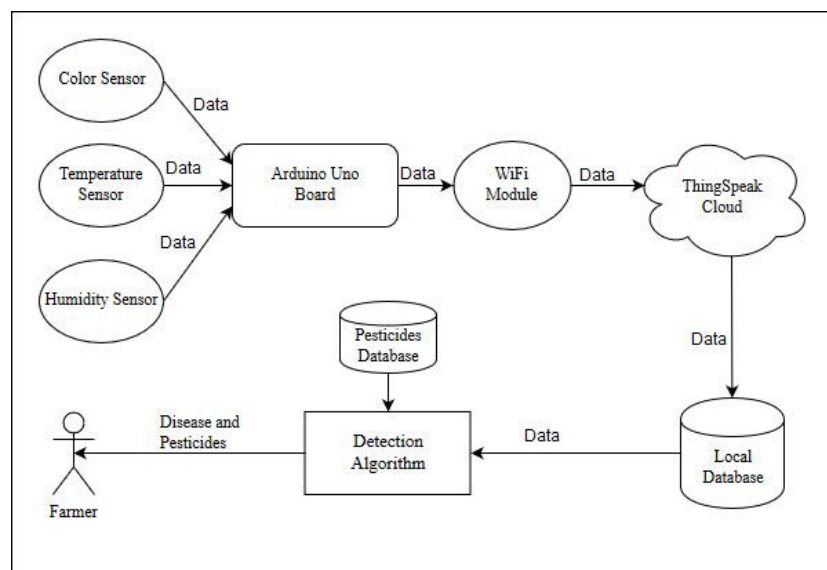 Color Sensor
Data
Temperature
Sensor
Data
Humidity Sensor
Data
Arduino Uno
Board
Data
WiFi
Module
Data
ThingSpeak
Cloud
Data
Local
Database
Data
Pesticides
Database
Detection
Algorithm
Disease and
Pesticides
Farmer